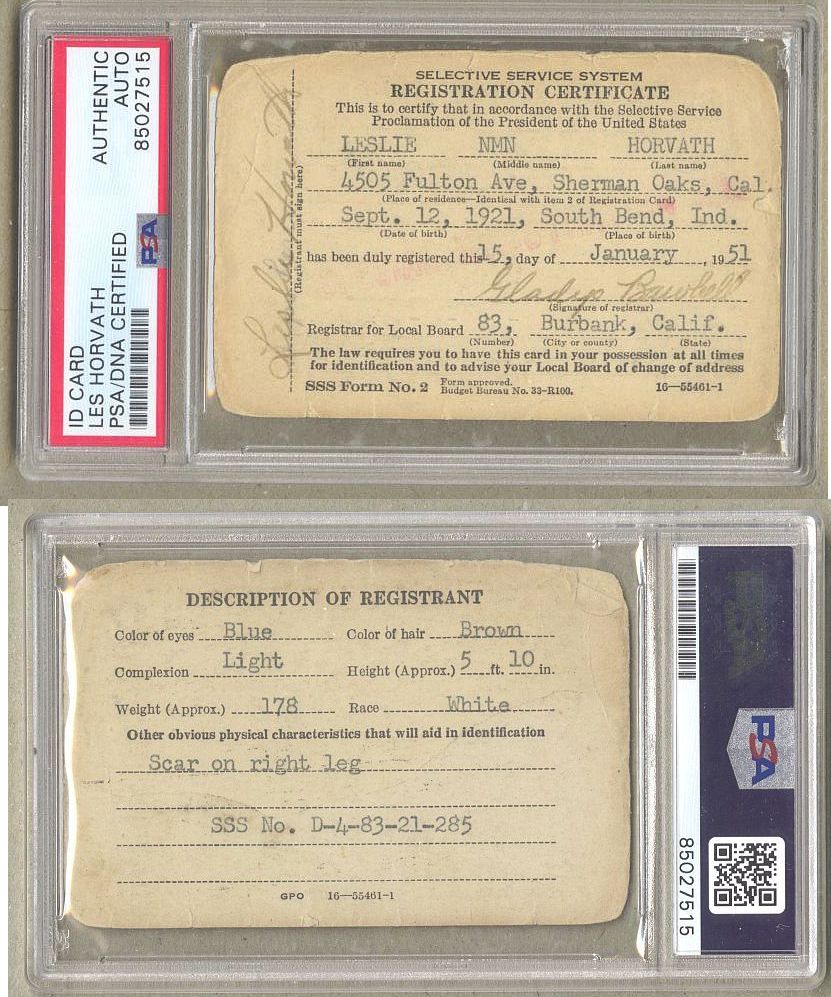 ID CARD
LES HORVATH
PSA/DNA CERTIFIED
AUTHENTIC
AUTO
85027515
PSA
SELECTIVE SERVICE SYSTEM
REGISTRATION CERTIFICATE
This is to certify that in accordance with the Selective Service
Proclamation of the President of the United States
LESLIE NMN HORVATH
(First name) (Middle name) (Last name)
4505 Fulton Ave, Sherman Oaks, Cal.
(Place of residence—Identical with item 2 of Registration Card)
Sept. 12, 1921, South Bend, Ind.
(Date of birth) (Place of birth)
has been duly registered this 15, day of January, 1951
Gladys
(Signature of registrar)
Registrar for Local Board 83, Burbank, Calif.
(Number) (City or county) (State)
The law requires you to have this card in your possession at all times
for identification and to advise your Local Board of change of address
SSS Form No. 2 Form approved.
Budget Bureau No. 33-R100. 16—55461-1
Leslie Horvath
(Registrant must sign here)
DESCRIPTION OF REGISTRANT
Color of eyes Blue Color of hair Brown
Complexion Light Height (Approx.) 5 ft. 10 in.
Weight (Approx.) 178 Race White
Other obvious physical characteristics that will aid in identification
Scar on right leg
SSS No. D-4-83-21-285
GPO 16—55461-1
PSA
PSA
85027515